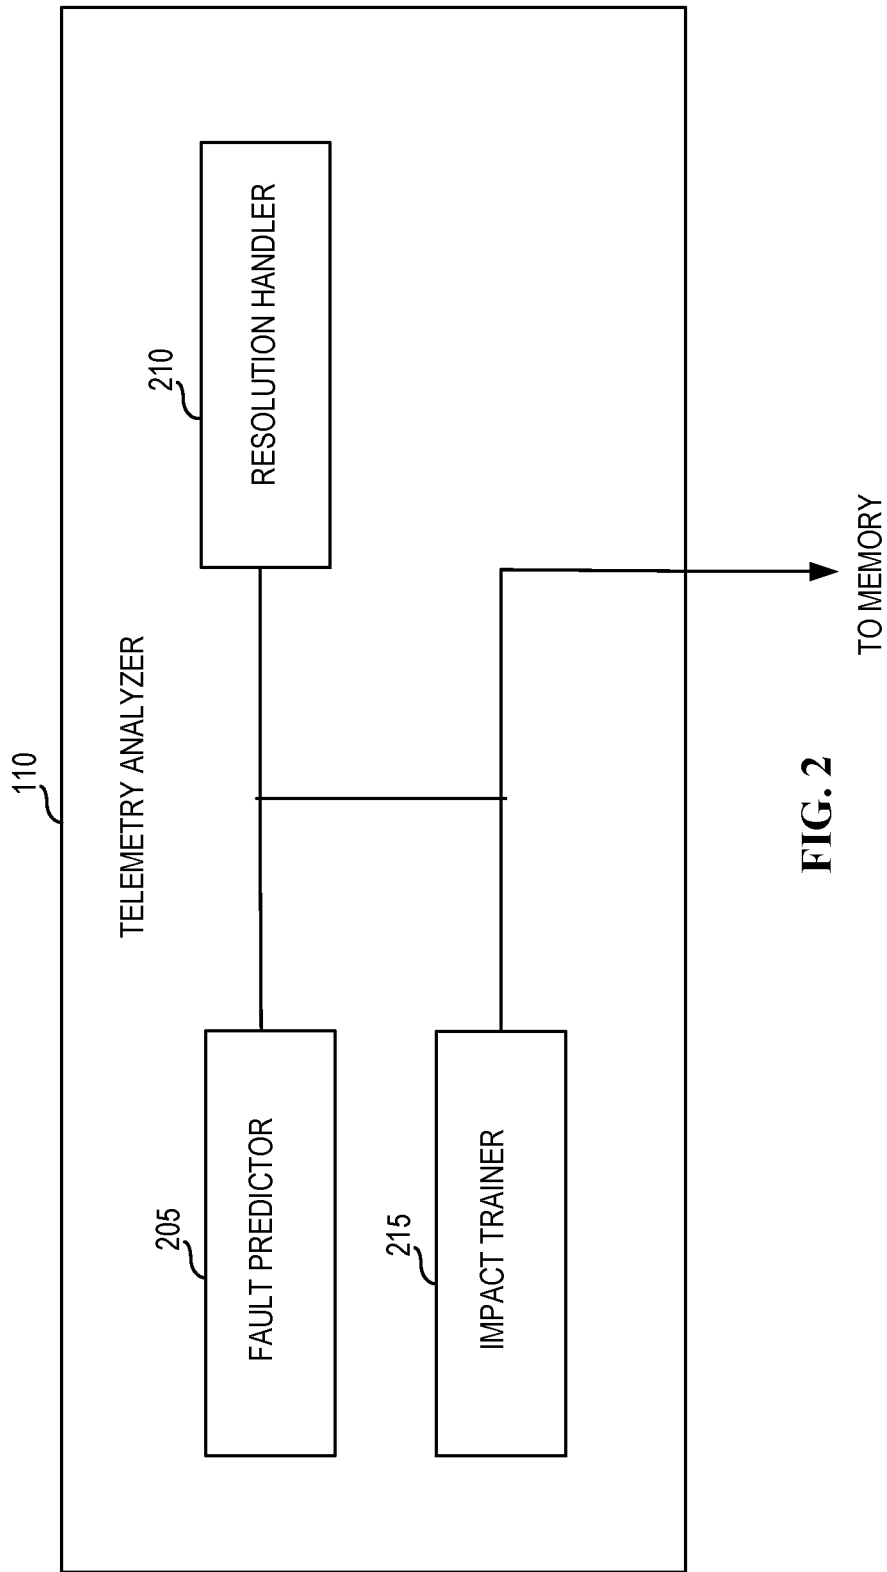 110
TELEMETRY ANALYZER
205
FAULT PREDICTOR
210
RESOLUTION HANDLER
215
IMPACT TRAINER
TO MEMORY
FIG. 2